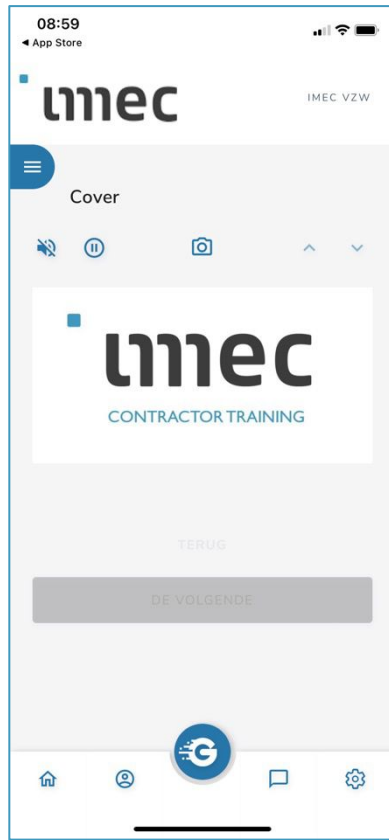 08:59
◀ App Store
imec
IMEC VZW
Cover
imec
CONTRACTOR TRAINING
TERUG
DE VOLGENDE
G